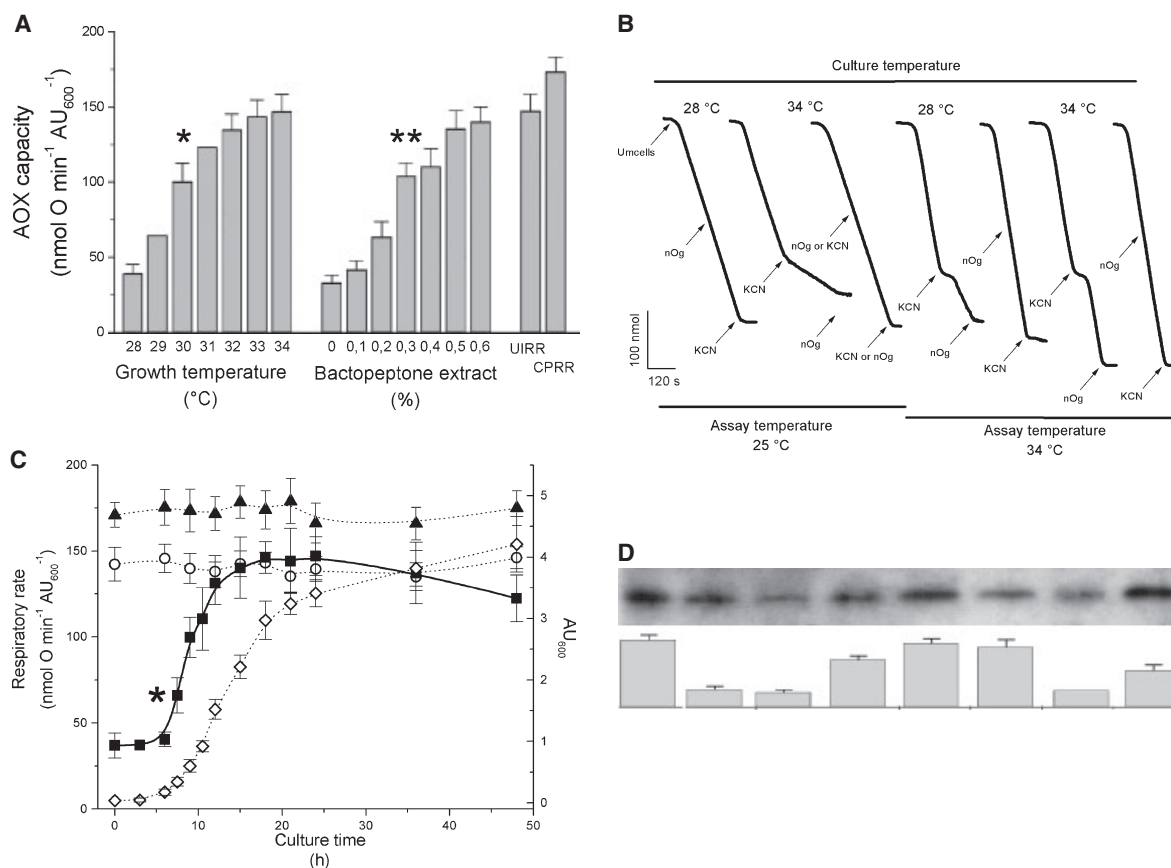 A
AOX capacity
(nmol O min⁻¹ AU₆₀₀⁻¹)
200
150
100
50
0
*
**
28 29 30 31 32 33 34
0 0,1 0,2 0,3 0,4 0,5 0,6
UIRR
CPRR
Growth temperature
(°C)
Bactopeptone extract
(%)
B
Culture temperature
28 °C
34 °C
28 °C
34 °C
Umcells
nOg
KCN
KCN
nOg
nOg or KCN
KCN or nOg
KCN
nOg
nOg
KCN
KCN
nOg
nOg
KCN
100 nmol
120 s
Assay temperature
25 °C
Assay temperature
34 °C
C
Respiratory rate
(nmol O min⁻¹ AU₆₀₀⁻¹)
200
150
100
50
0
*
5
4
3
2
1
0
AU₆₀₀
0 10 20 30 40 50
Culture time
(h)
D